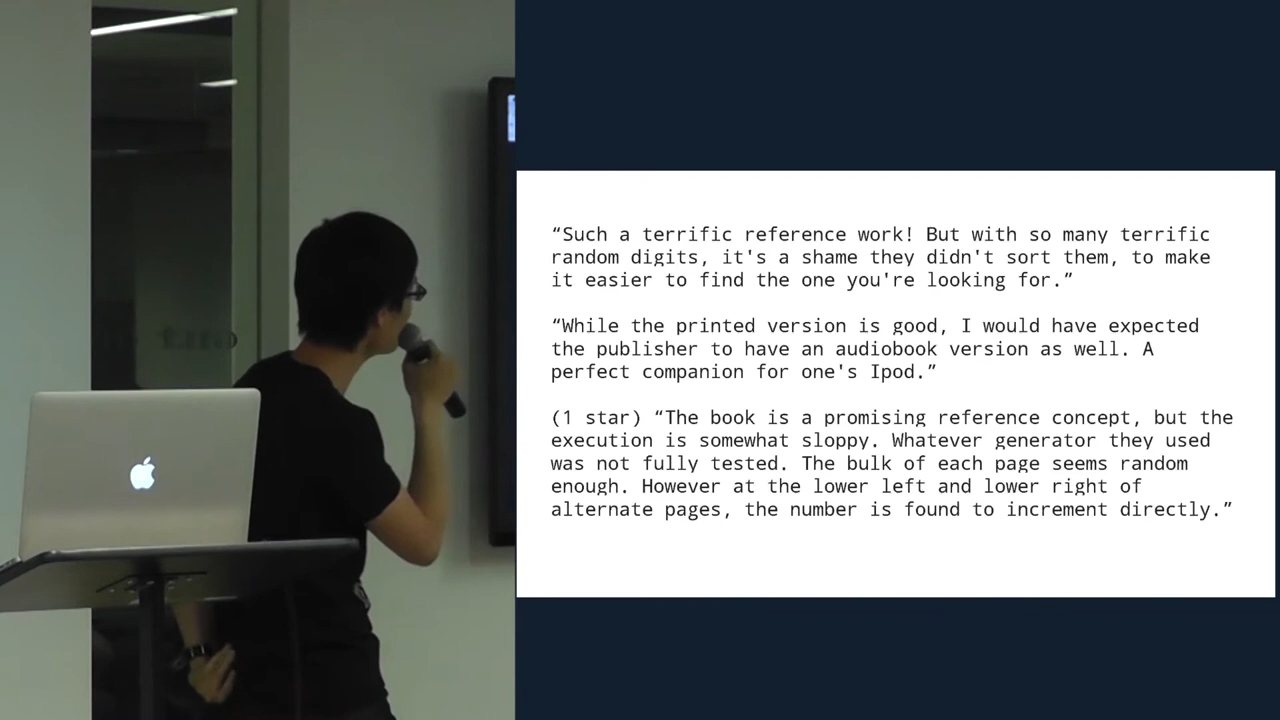 “Such a terrific reference work! But with so many terrific
random digits, it's a shame they didn't sort them, to make
it easier to find the one you're looking for.”
“While the printed version is good, I would have expected
the publisher to have an audiobook version as well. A
perfect companion for one's Ipod.”
(1 star) “The book is a promising reference concept, but the
execution is somewhat sloppy. Whatever generator they used
was not fully tested. The bulk of each page seems random
enough. However at the lower left and lower right of
alternate pages, the number is found to increment directly.”